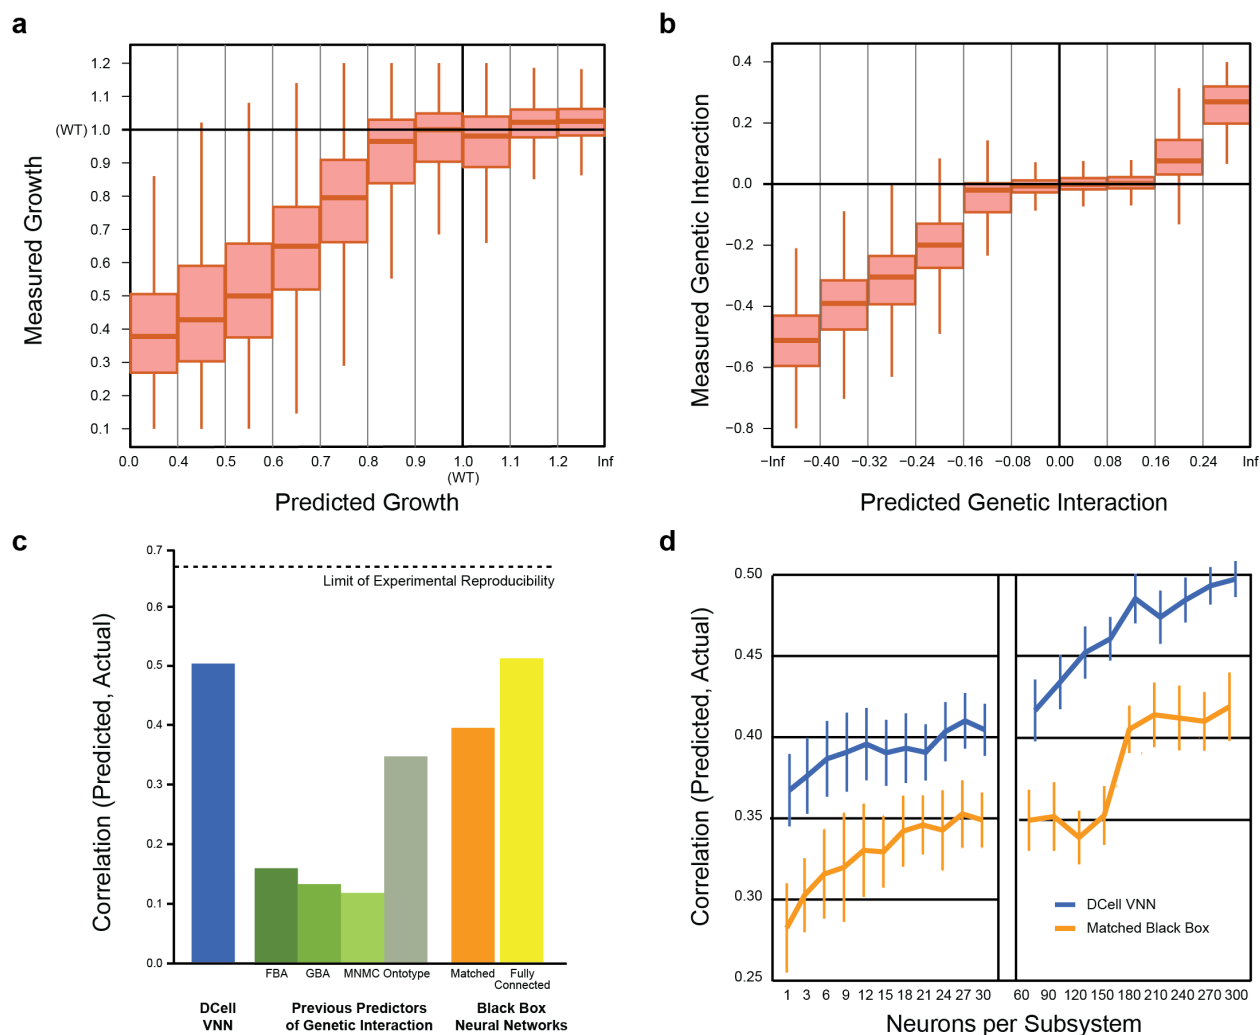 a
1.2
1.1
(WT) 1.0
0.9
0.8
0.7
0.6
0.5
0.4
0.3
0.2
0.1
Measured Growth
0.0 0.4 0.5 0.6 0.7 0.8 0.9 1.0 1.1 1.2 Inf
(WT)
Predicted Growth
b
0.4
0.2
0.0
−0.2
−0.4
−0.6
−0.8
Measured Genetic Interaction
−Inf −0.40 −0.32 −0.24 −0.16 −0.08 0.00 0.08 0.16 0.24 Inf
Predicted Genetic Interaction
c
0.7
0.6
0.5
0.4
0.3
0.2
0.1
0.0
Correlation (Predicted, Actual)
Limit of Experimental Reproducibility
FBA GBA MNMC Ontotype Matched Fully
Connected
DCell
VNN
Previous Predictors
of Genetic Interaction
Black Box
Neural Networks
d
0.50
0.45
0.40
0.35
0.30
0.25
Correlation (Predicted, Actual)
DCell VNN
Matched Black Box
1 3 6 9 12 15 18 21 24 27 30 60 90 120 150 180 210 240 270 300
Neurons per Subsystem